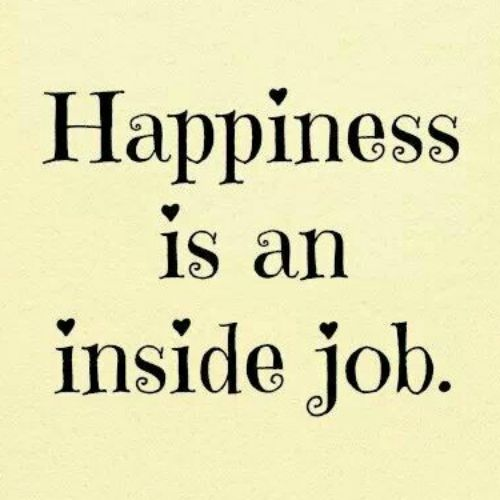 Happiness
is an
inside job.